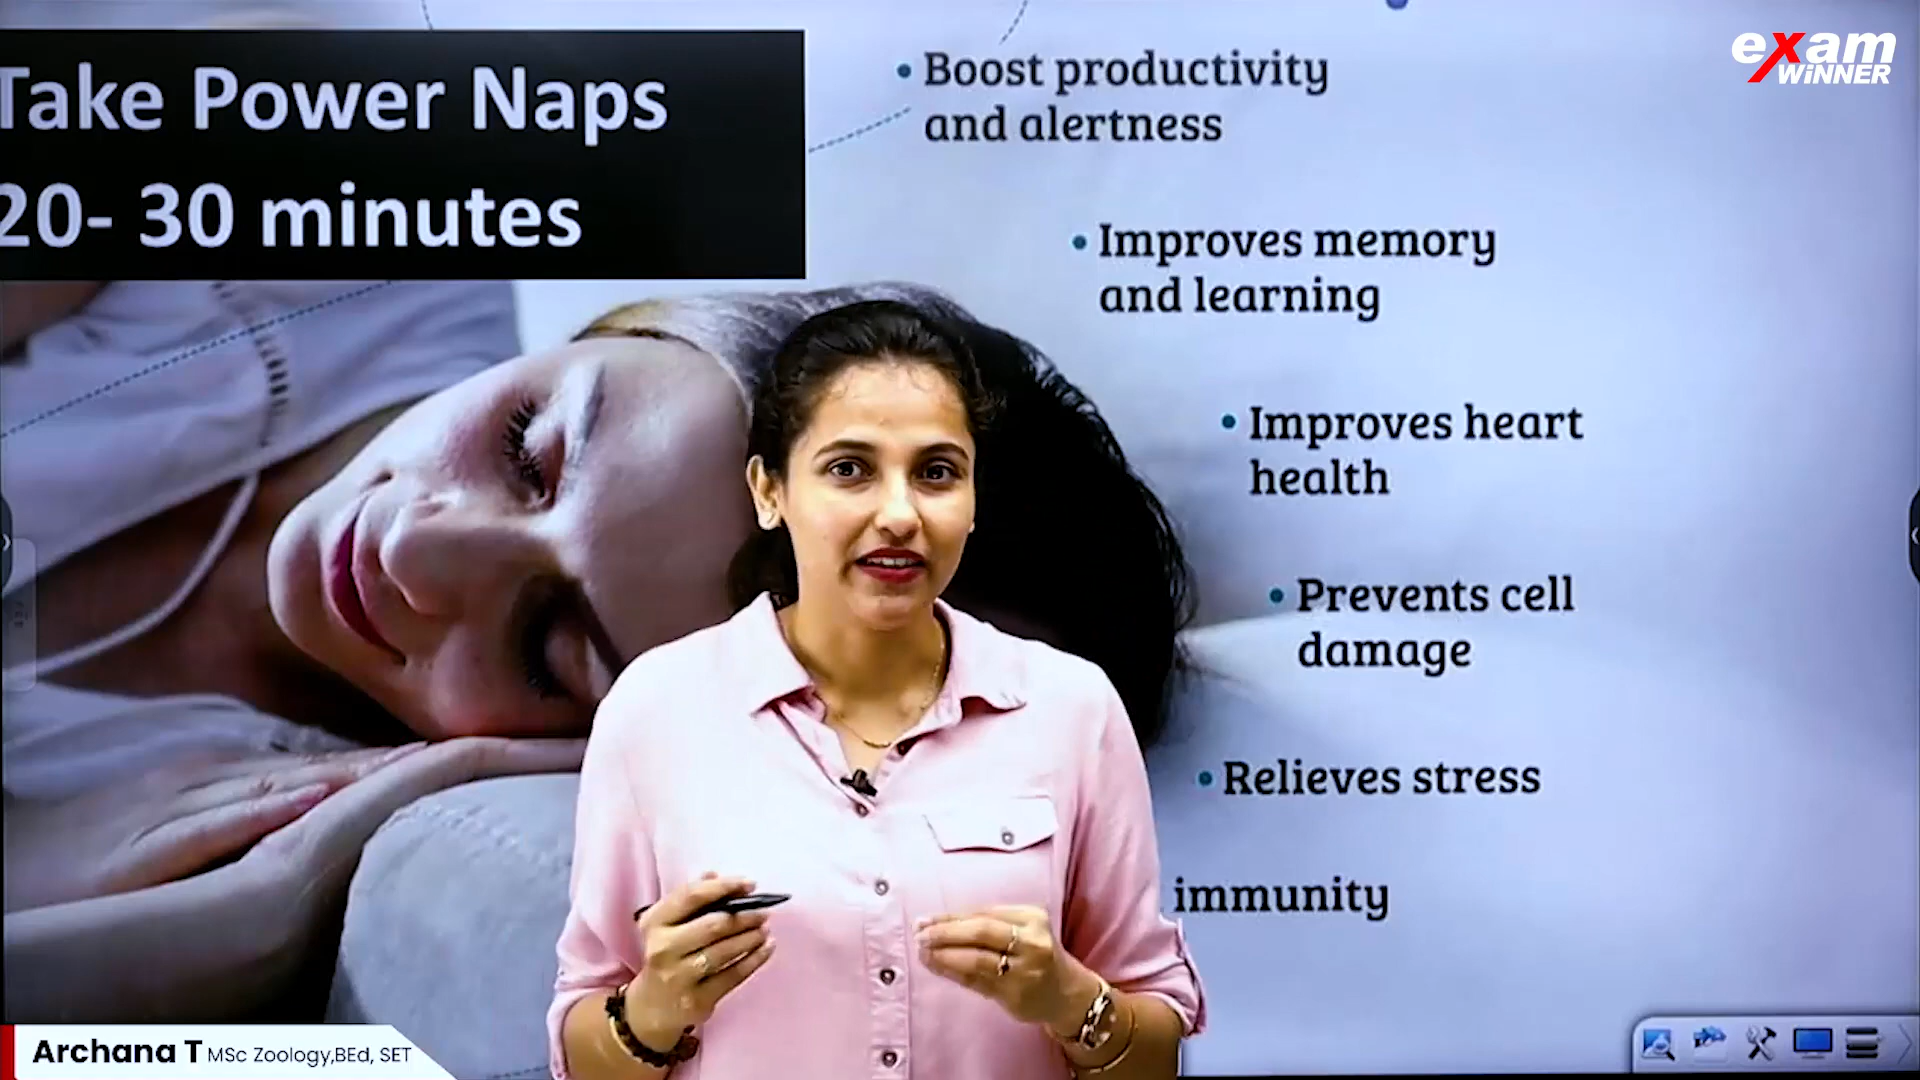 Take Power Naps
20- 30 minutes
• Boost productivity
and alertness
• Improves memory
and learning
• Improves heart
health
• Prevents cell
damage
• Relieves stress
immunity
exam
WiNNER
Archana T MSc Zoology,BEd, SET